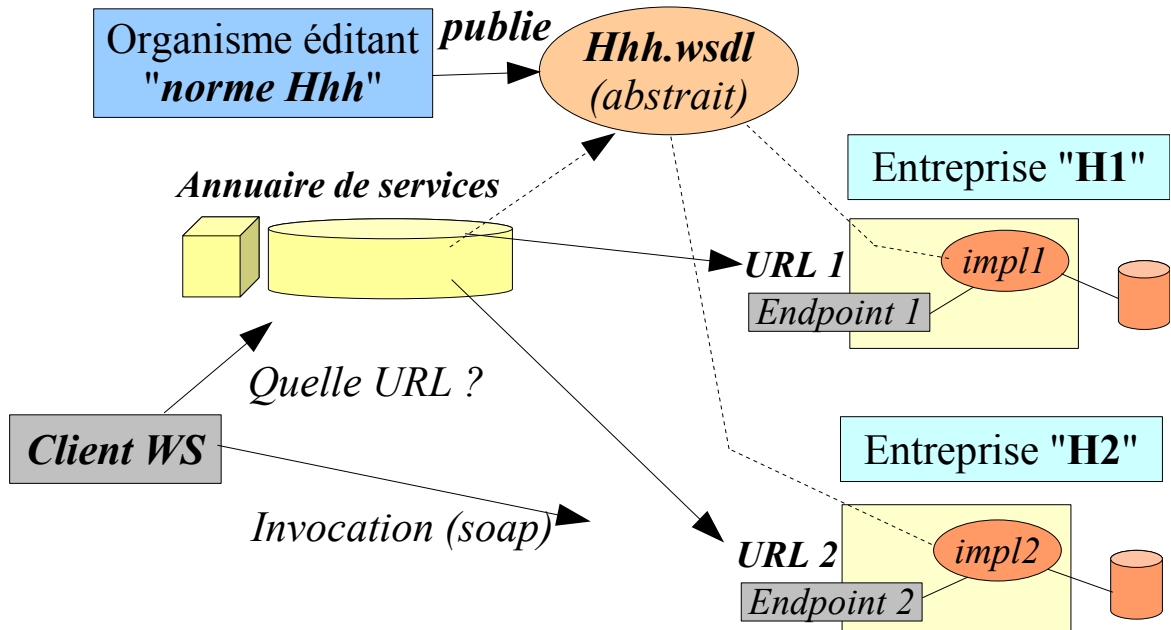 Organisme éditant
"norme Hhh"
publie
Hhh.wsdl
(abstrait)
Entreprise "H1"
Annuaire de services
URL 1
impl1
Endpoint 1
Quelle URL ?
Client WS
Entreprise "H2"
Invocation (soap)
URL 2
impl2
Endpoint 2